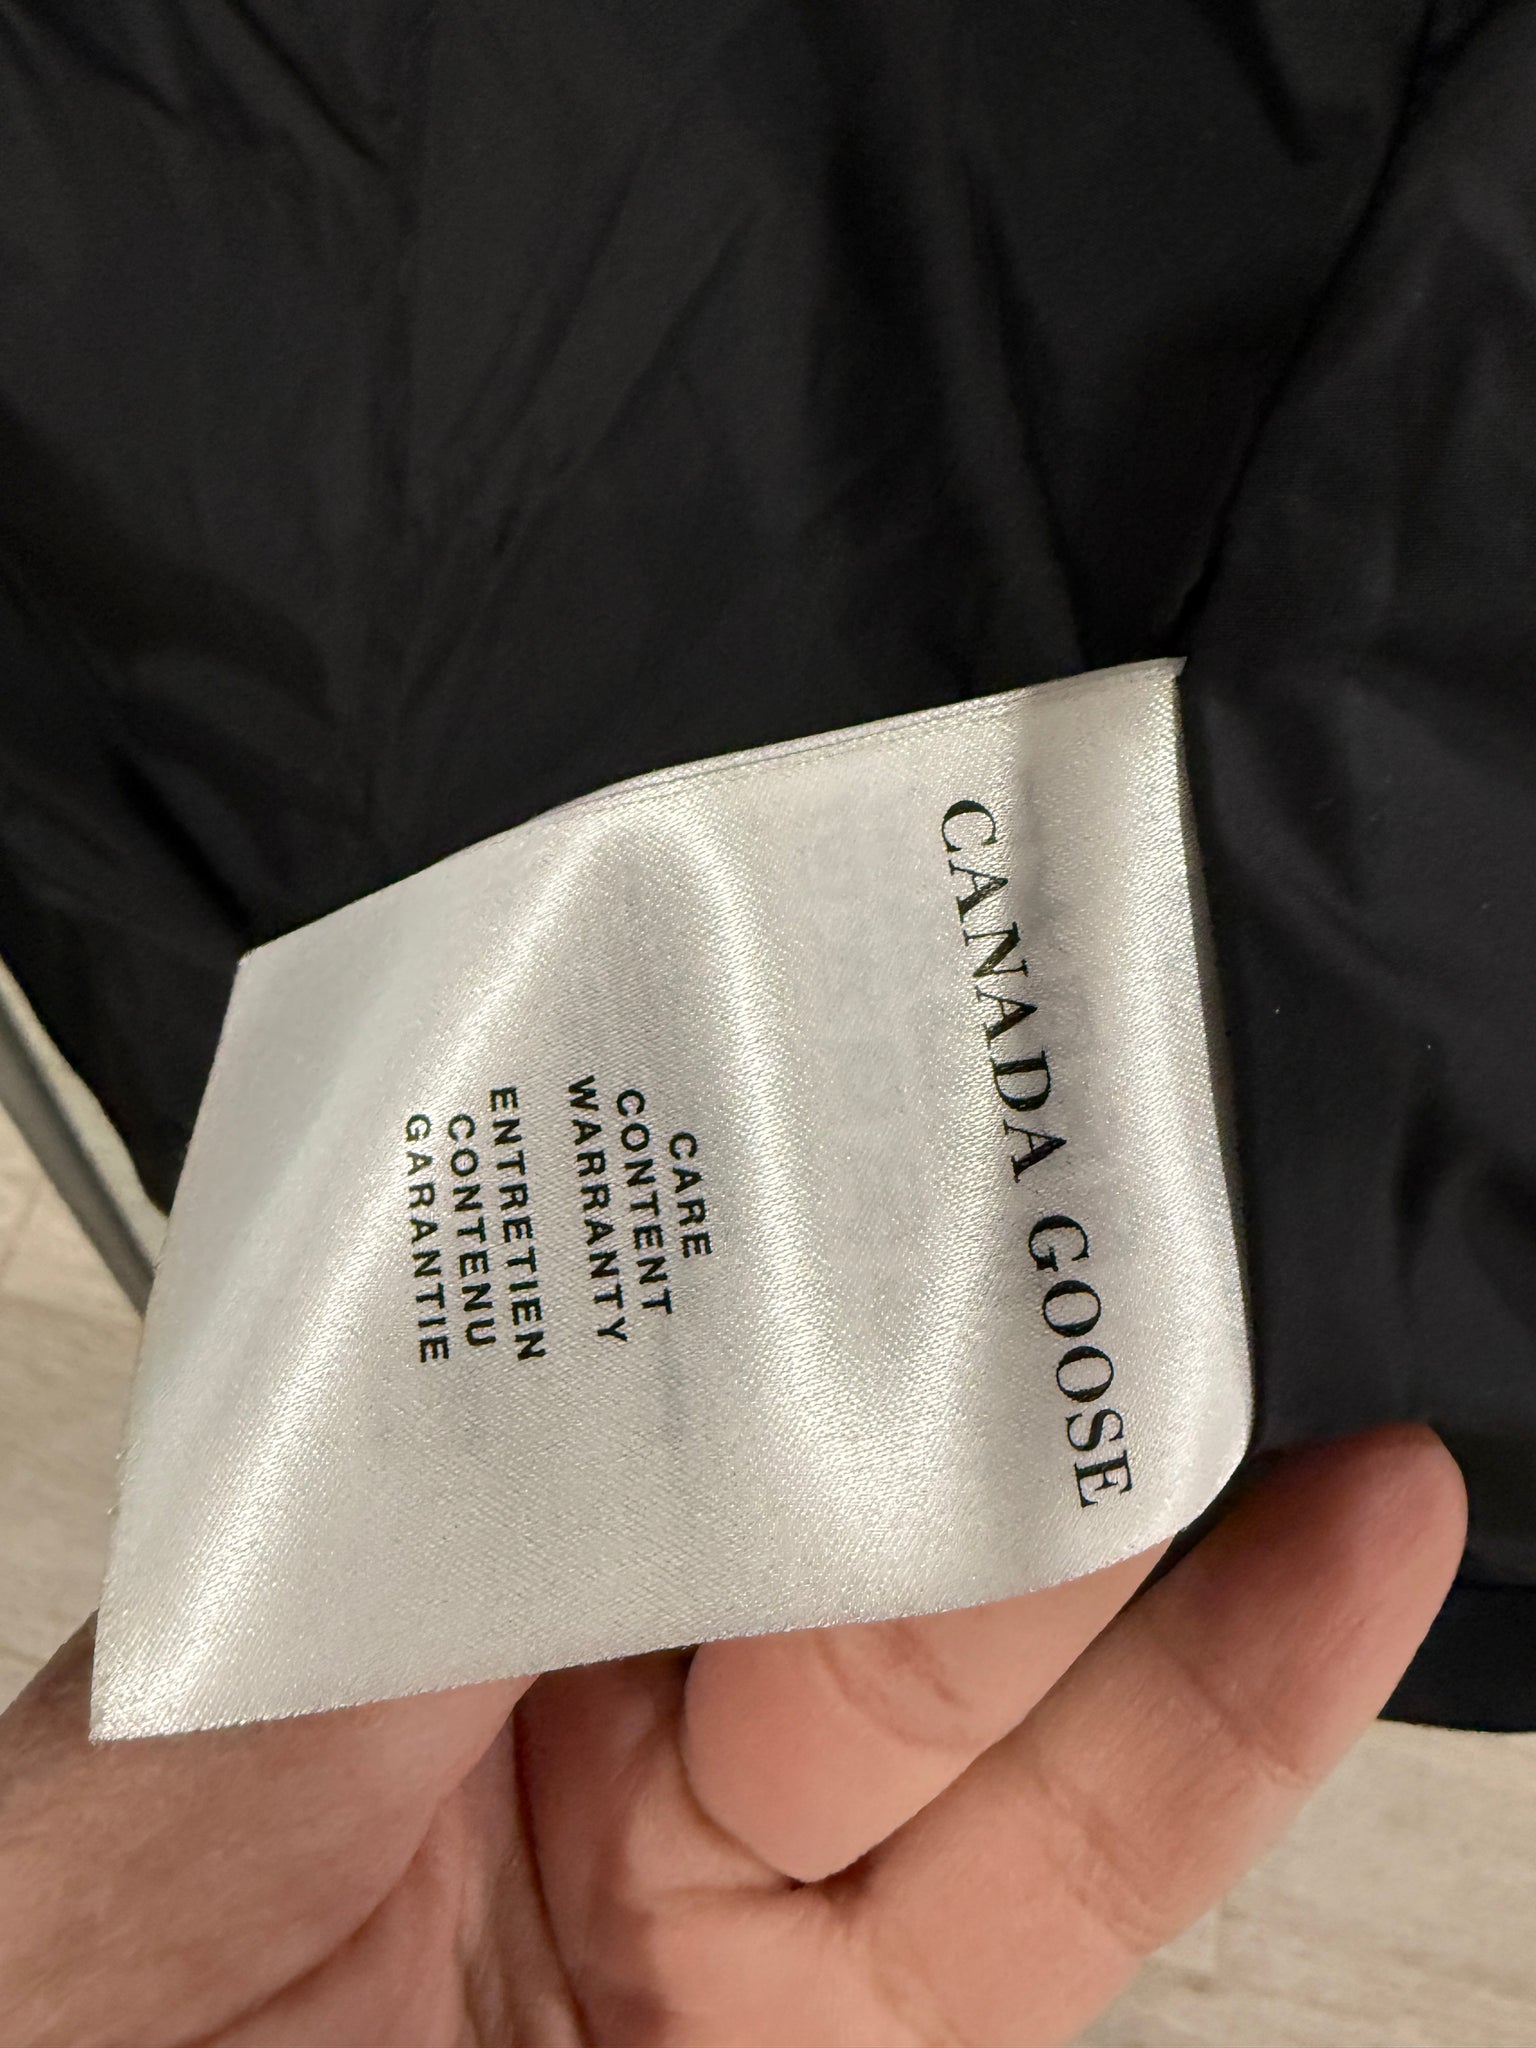 CANADA GOOSE
CARE
CONTENT
WARRANTY
ENTRETIEN
CONTENU
GARANTIE